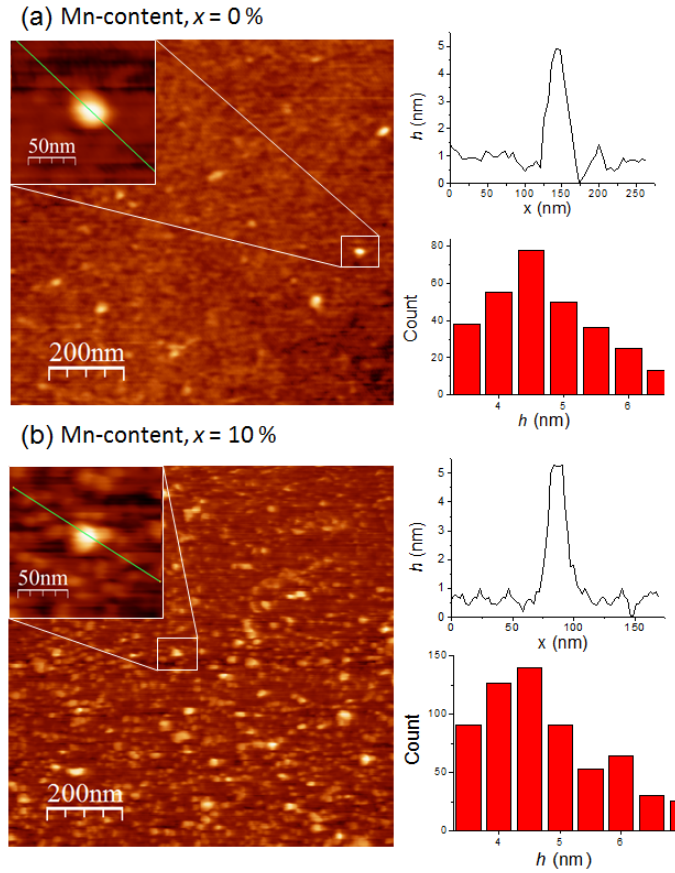 (a) Mn-content, x = 0 %
50nm
200nm
h (nm)
5
4
3
2
1
0
0 50 100 150 200 250
x (nm)
Count
80
60
40
20
0
4 5 6
h (nm)
(b) Mn-content, x = 10 %
50nm
200nm
h (nm)
5
4
3
2
1
0
0 50 100 150
x (nm)
Count
150
100
50
0
4 5 6
h (nm)